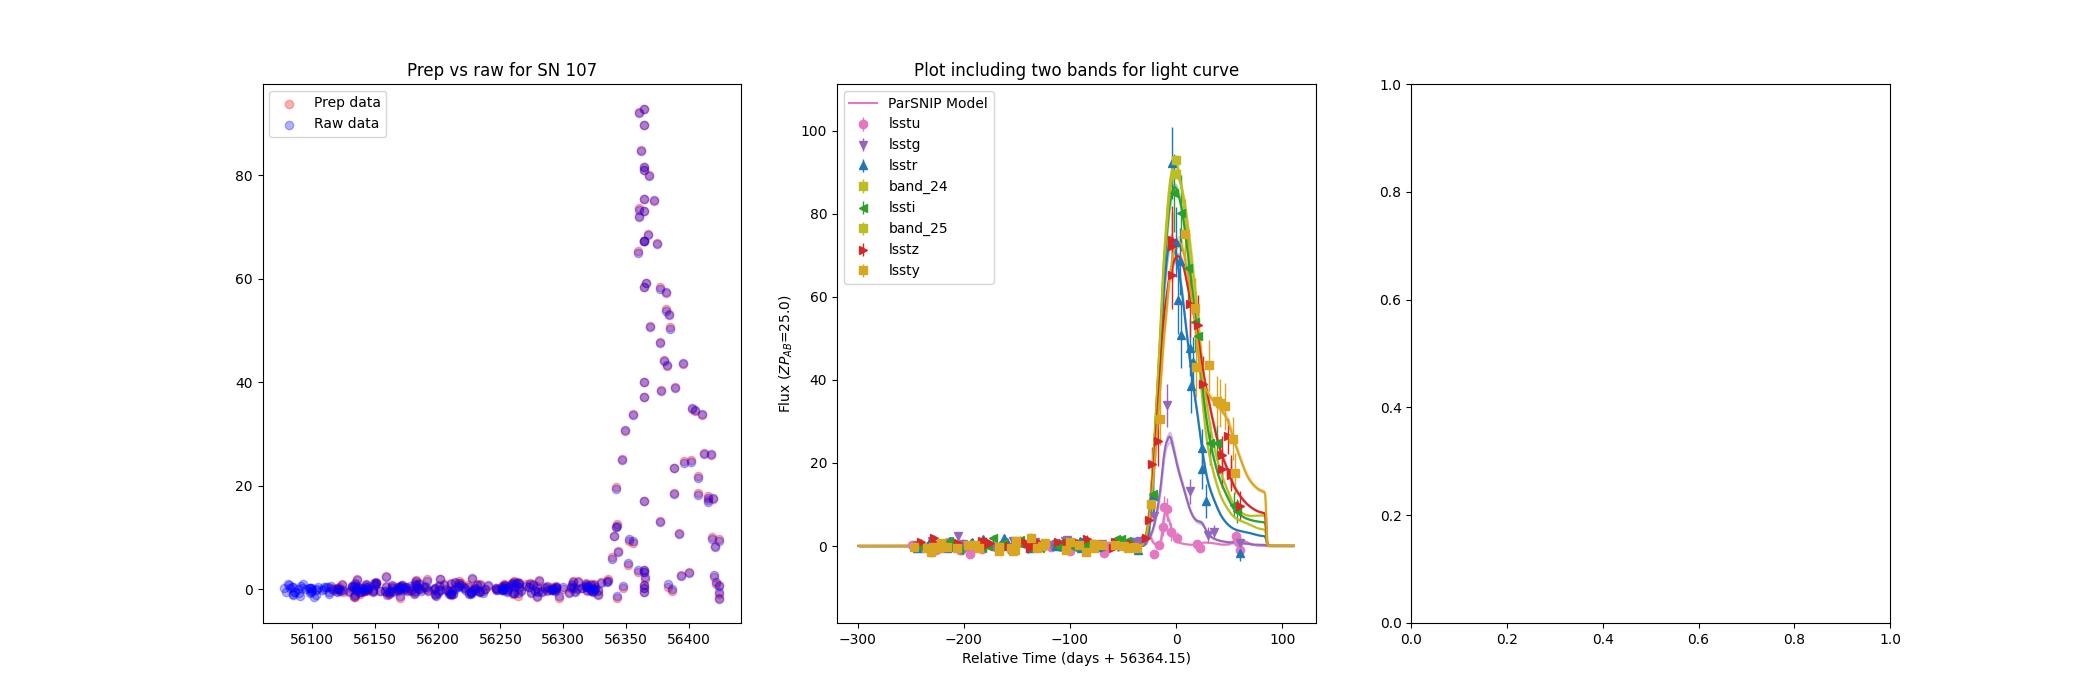 Prep vs raw for SN 107
Prep data
Raw data
80
60
40
20
0
56100 56150 56200 56250 56300 56350 56400
Plot including two bands for light curve
ParSNIP Model
lsstu
lsstg
lsstr
band_24
lssti
band_25
lsstz
lssty
Flux (ZP_AB=25.0)
100
80
60
40
20
0
−300 −200 −100 0 100
Relative Time (days + 56364.15)
1.0
0.8
0.6
0.4
0.2
0.0
0.0 0.2 0.4 0.6 0.8 1.0